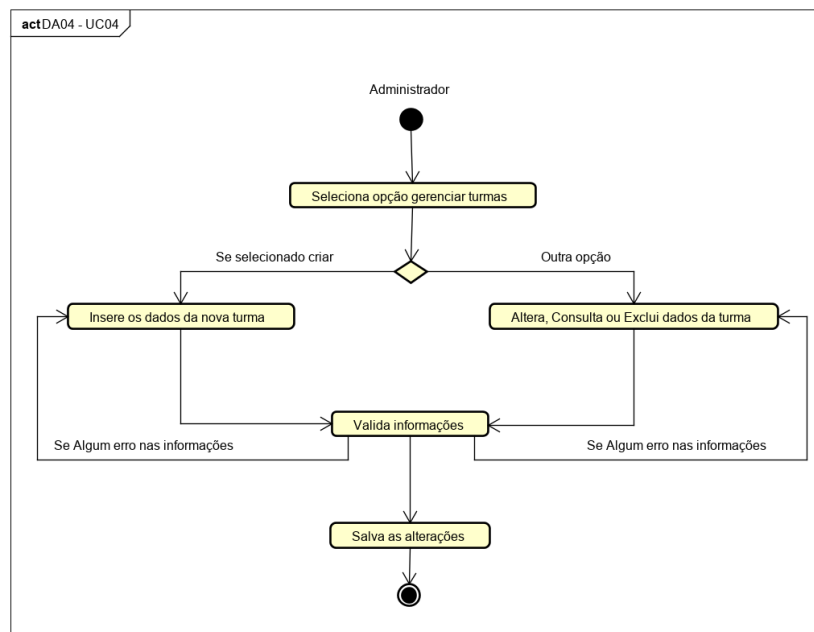 act DA04 - UC04
Administrador
Seleciona opção gerenciar turmas
Se selecionado criar
Outra opção
Insere os dados da nova turma
Altera, Consulta ou Exclui dados da turma
Valida informações
Se Algum erro nas informações
Se Algum erro nas informações
Salva as alterações